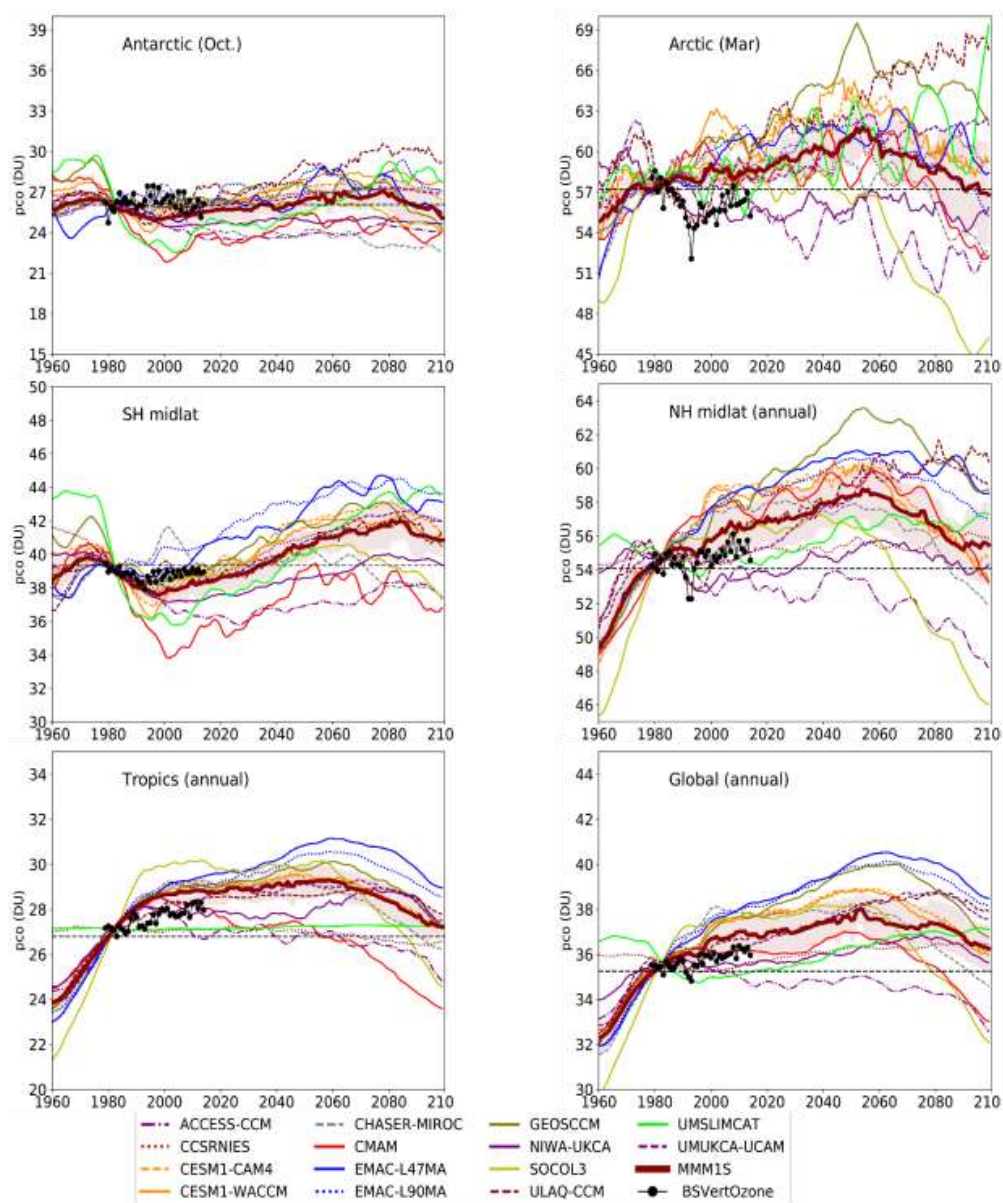 Antarctic (Oct.)
pco (DU)
39
36
33
30
27
24
21
18
15
1960 1980 2000 2020 2040 2060 2080 210
Arctic (Mar)
pco (DU)
69
66
63
60
57
54
51
48
45
1960 1980 2000 2020 2040 2060 2080 210
SH midlat
pco (DU)
50
48
46
44
42
40
38
36
34
32
30
1960 1980 2000 2020 2040 2060 2080 210
NH midlat (annual)
pco (DU)
64
62
60
58
56
54
52
50
48
46
1960 1980 2000 2020 2040 2060 2080 210
Tropics (annual)
pco (DU)
34
32
30
28
26
24
22
20
1960 1980 2000 2020 2040 2060 2080 210
Global (annual)
pco (DU)
44
42
40
38
36
34
32
30
1960 1980 2000 2020 2040 2060 2080 210
ACCESS-CCM CHASER-MIROC GEOSCCM UMSLIMCAT
CCSRNIES CMAM NIWA-UKCA UMUKCA-UCAM
CESM1-CAM4 EMAC-L47MA SOCOL3 MMM1S
CESM1-WACCM EMAC-L90MA ULAQ-CCM BSVertOzone